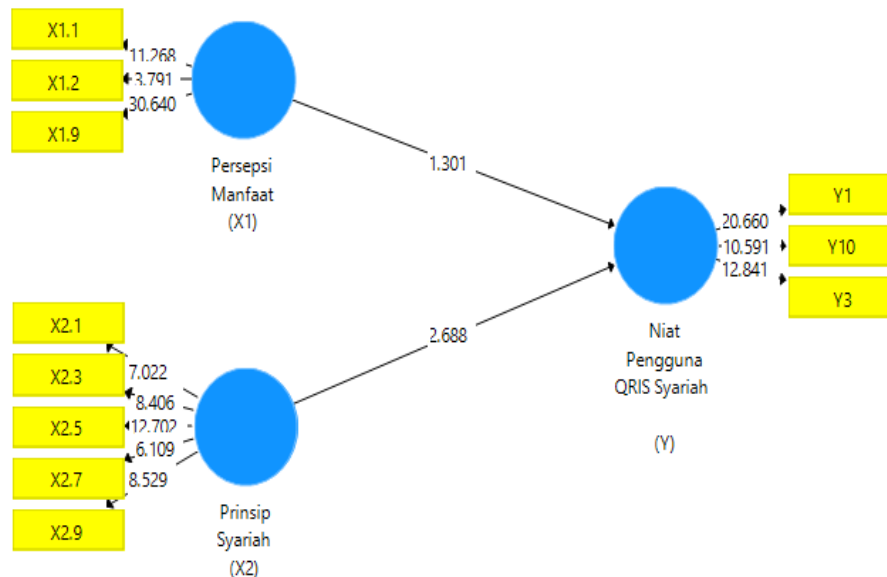 X1.1
X1.2
X1.9
11.268
3.791
30.640
Persepsi
Manfaat
(X1)
1.301
X2.1
X2.3
X2.5
X2.7
X2.9
7.022
8.406
12.702
6.109
8.529
Prinsip
Syariah
(X2)
2.688
Niat
Pengguna
QRIS Syariah
(Y)
20.660
10.591
12.841
Y1
Y10
Y3